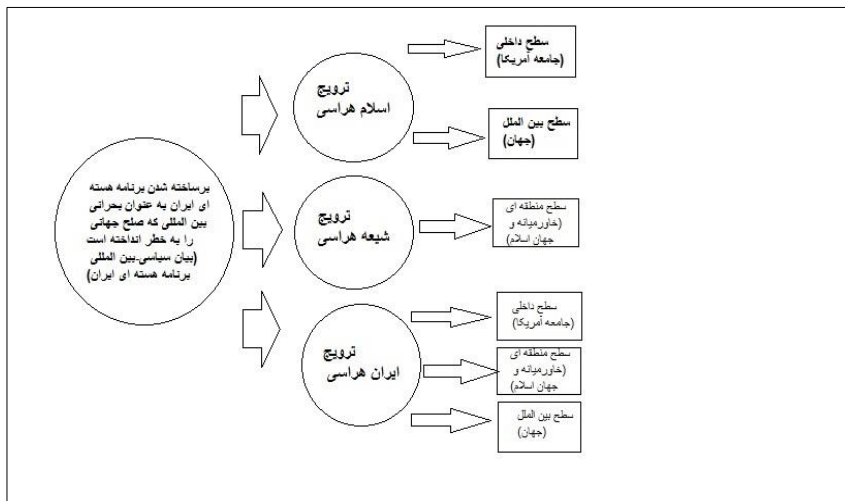 برساخته شدن برنامه هسته
ای ایران به عنوان بحرانی
بین المللی که صلح جهانی
را به خطر انداخته است
(بیان سیاسی-بین المللی
برنامه هسته ای ایران)
ترویج
اسلام هراسی
سطح داخلی
(جامعه آمریکا)
سطح بین الملل
(جهان)
ترویج
شیعه هراسی
سطح منطقه ای
(خاورمیانه و
جهان اسلام)
ترویج
ایران هراسی
سطح داخلی
(جامعه آمریکا)
سطح منطقه ای
(خاورمیانه و
جهان اسلام)
سطح بین الملل
(جهان)